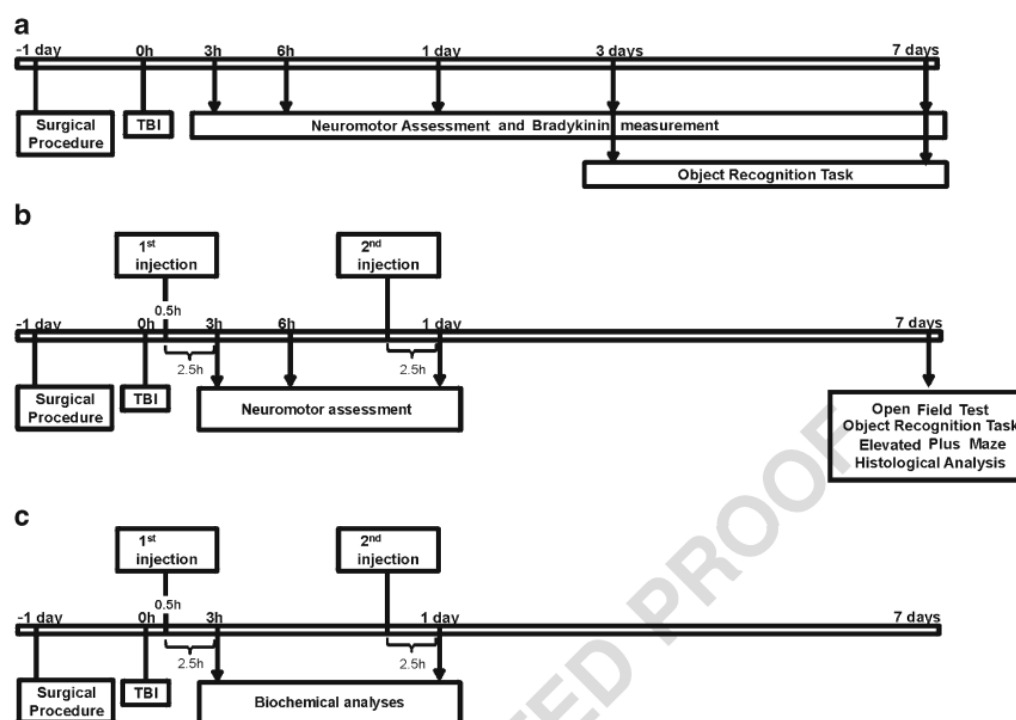 a
-1 day 0h 3h 6h 1 day 3 days 7 days
Surgical
Procedure
TBI
Neuromotor Assessment and Bradykinin measurement
Object Recognition Task
b
1st
injection
2nd
injection
0.5h
-1 day 0h 3h 6h 1 day 7 days
2.5h 2.5h
Surgical
Procedure
TBI
Neuromotor assessment
Open Field Test
Object Recognition Task
Elevated Plus Maze
Histological Analysis
c
1st
injection
2nd
injection
0.5h
-1 day 0h 3h 1 day 7 days
2.5h 2.5h
Surgical
Procedure
TBI
Biochemical analyses
TED PROOF